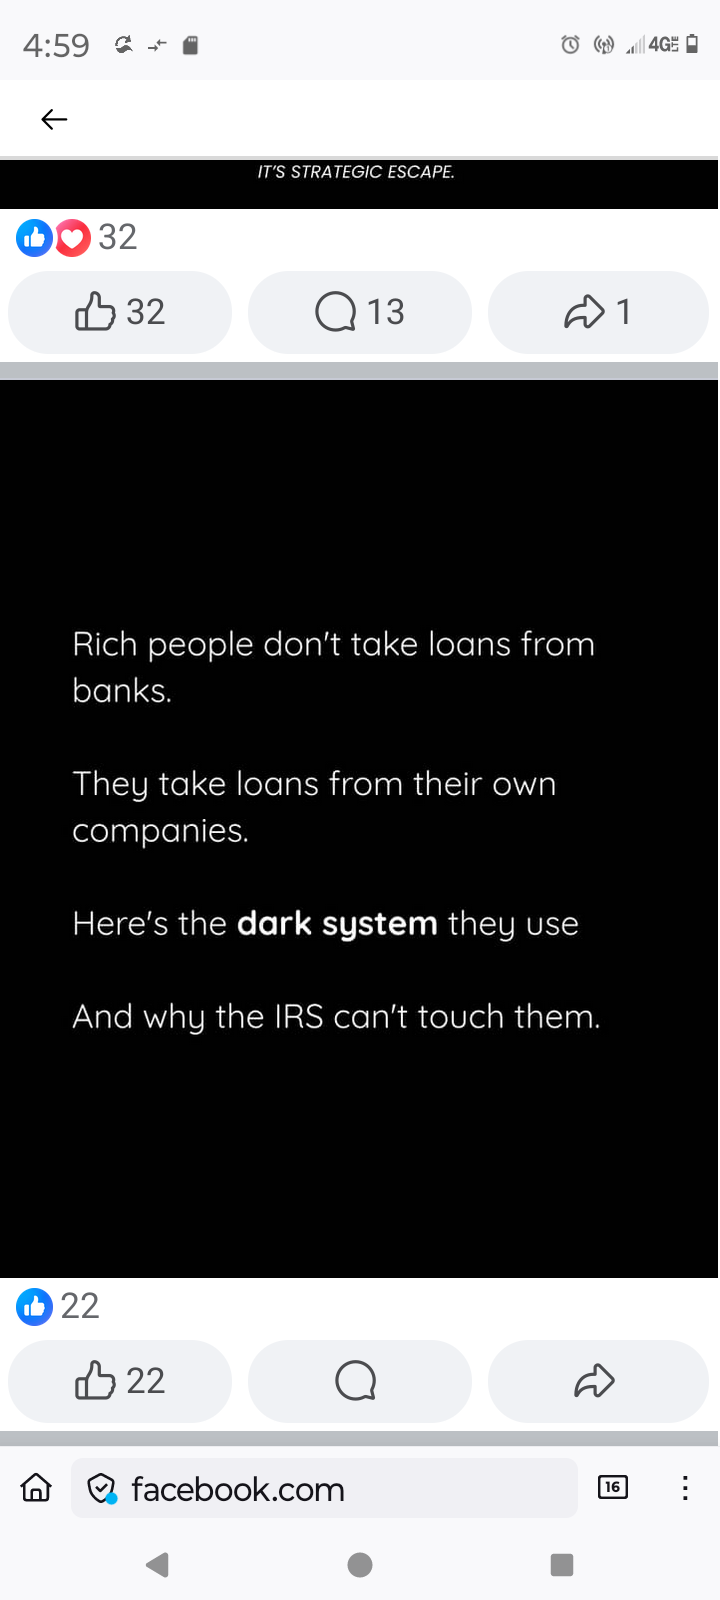 4:59
4G LTE
IT'S STRATEGIC ESCAPE.
32
32
13
1
Rich people don't take loans from
banks.
They take loans from their own
companies.
Here's the dark system they use
And why the IRS can't touch them.
22
22
facebook.com
16